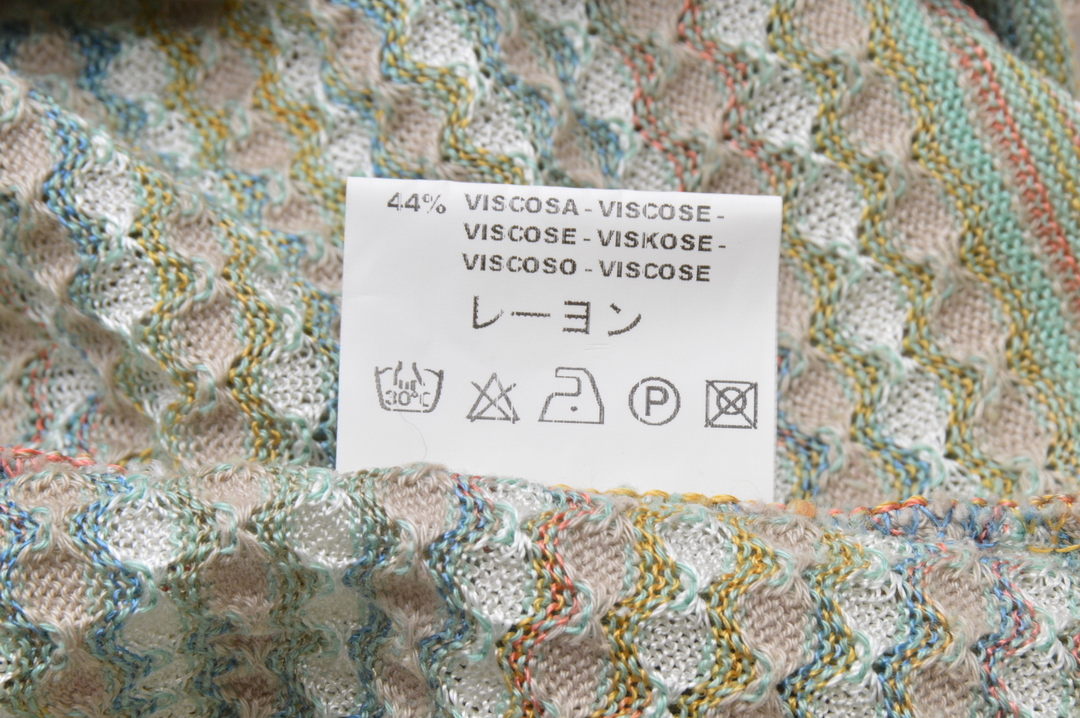 44% VISCOSA - VISCOSE -
VISCOSE - VISKOSE -
VISCOSO - VISCOSE
レーヨン
30°C P